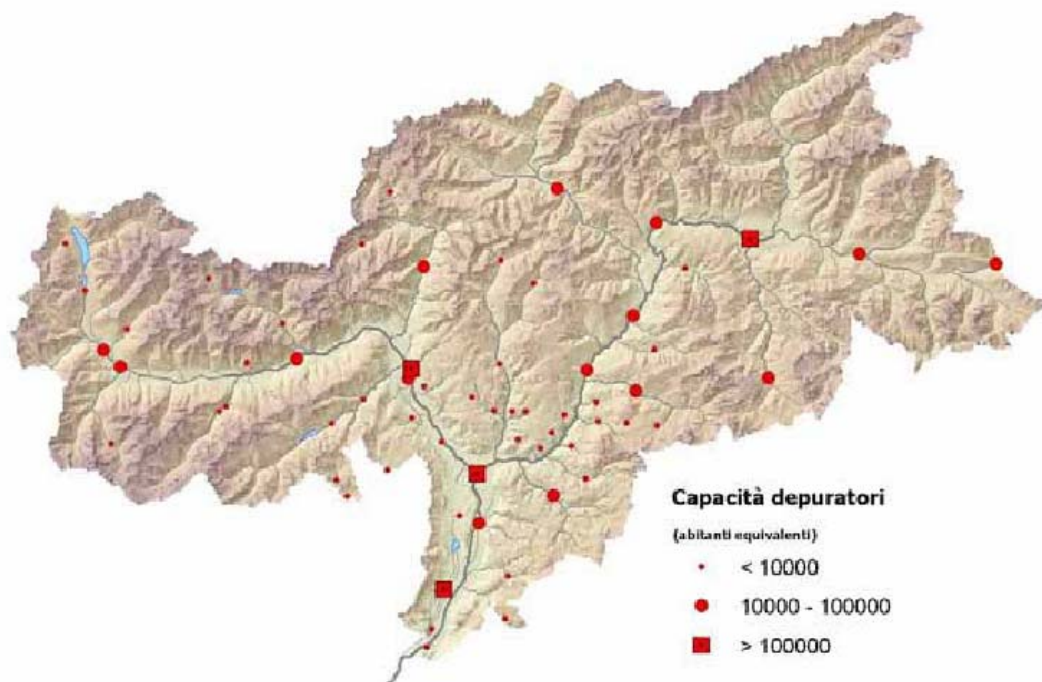 Capacità depuratori
(abitanti equivalenti)
< 10000
10000 - 100000
> 100000